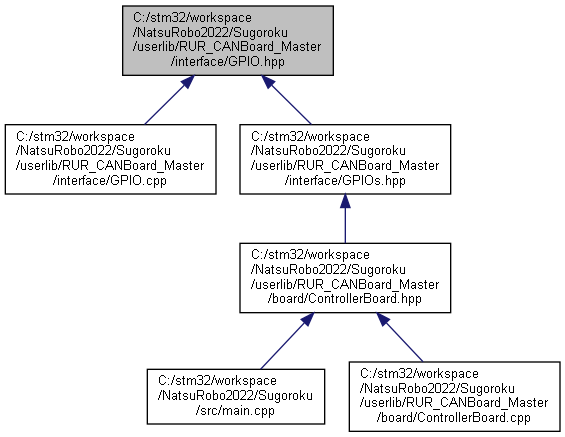 C:/stm32/workspace
/NatsuRobo2022/Sugoroku
/userlib/RUR_CANBoard_Master
/interface/GPIO.hpp
C:/stm32/workspace
/NatsuRobo2022/Sugoroku
/userlib/RUR_CANBoard_Master
/interface/GPIO.cpp
C:/stm32/workspace
/NatsuRobo2022/Sugoroku
/userlib/RUR_CANBoard_Master
/interface/GPIOs.hpp
C:/stm32/workspace
/NatsuRobo2022/Sugoroku
/userlib/RUR_CANBoard_Master
/board/ControllerBoard.hpp
C:/stm32/workspace
/NatsuRobo2022/Sugoroku
/src/main.cpp
C:/stm32/workspace
/NatsuRobo2022/Sugoroku
/userlib/RUR_CANBoard_Master
/board/ControllerBoard.cpp